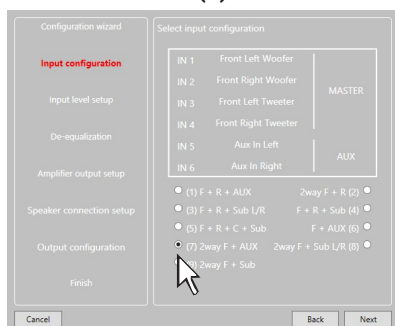 Configuration wizard
Input configuration
Input level setup
De-equalization
Amplifier output setup
Speaker connection setup
Output configuration
Finish
Select input configuration
IN 1 Front Left Woofer
IN 2 Front Right Woofer
IN 3 Front Left Tweeter
IN 4 Front Right Tweeter
MASTER
IN 5 Aux In Left
IN 6 Aux In Right
AUX
(1) F + R + AUX 2way F + R (2)
(3) F + R + Sub L/R F + R + Sub (4)
(5) F + R + C + Sub F + AUX (6)
(7) 2way F + AUX 2way F + Sub L/R (8)
2way F + Sub
Cancel Back Next